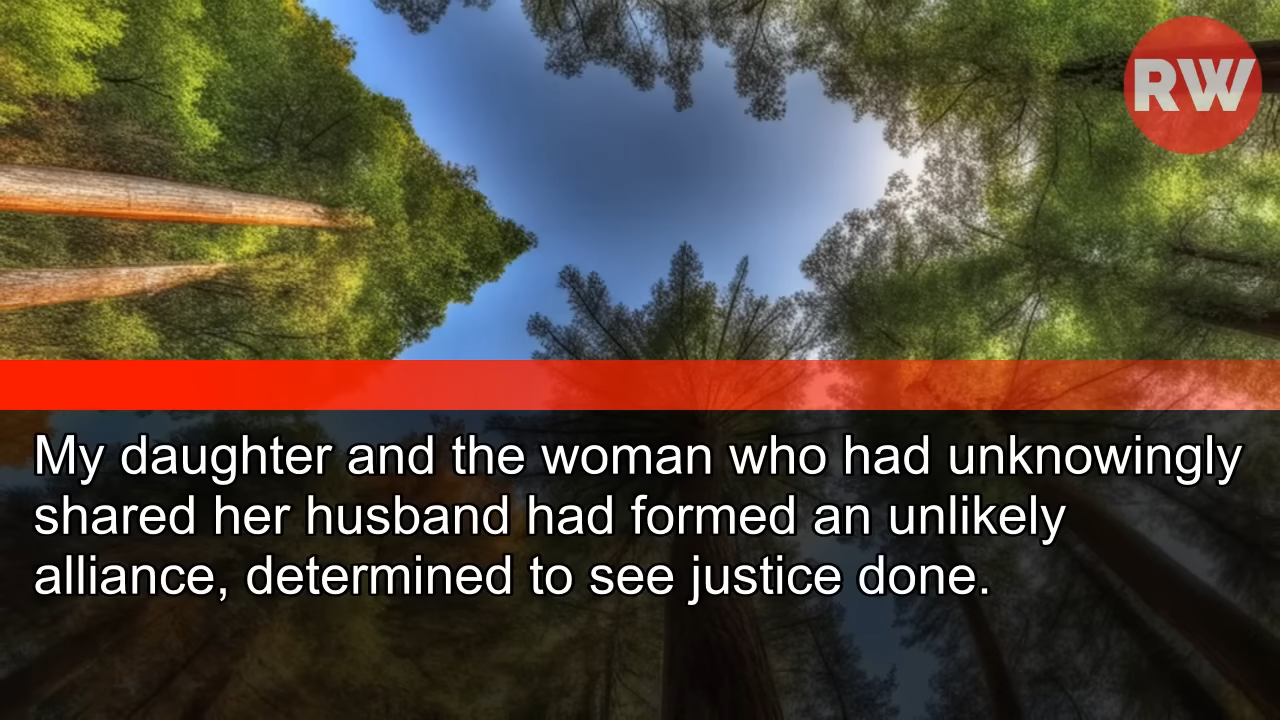 RW
My daughter and the woman who had unknowingly
shared her husband had formed an unlikely
alliance, determined to see justice done.